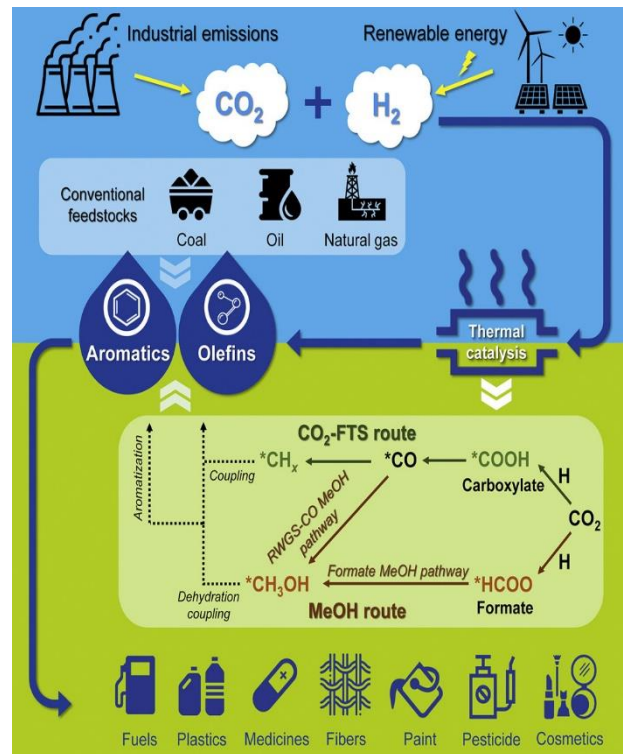 Industrial emissions
Renewable energy
CO₂ + H₂
Conventional
feedstocks
Coal
Oil
Natural gas
Aromatics
Olefins
Thermal
catalysis
CO₂-FTS route
*CHₓ
*CO
*COOH
Carboxylate
H
Coupling
Aromatization
RWGS-CO MeOH
pathway
CO₂
H
Formate MeOH pathway
*CH₃OH
*HCOO
Formate
Dehydration
coupling
MeOH route
Fuels
Plastics
Medicines
Fibers
Paint
Pesticide
Cosmetics